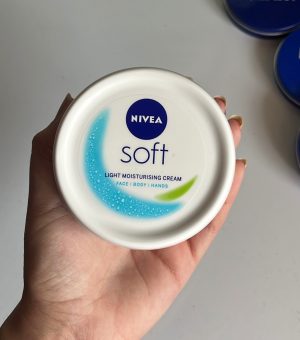 NIVEA
soft
LIGHT MOISTURISING CREAM
FACE | BODY | HANDS